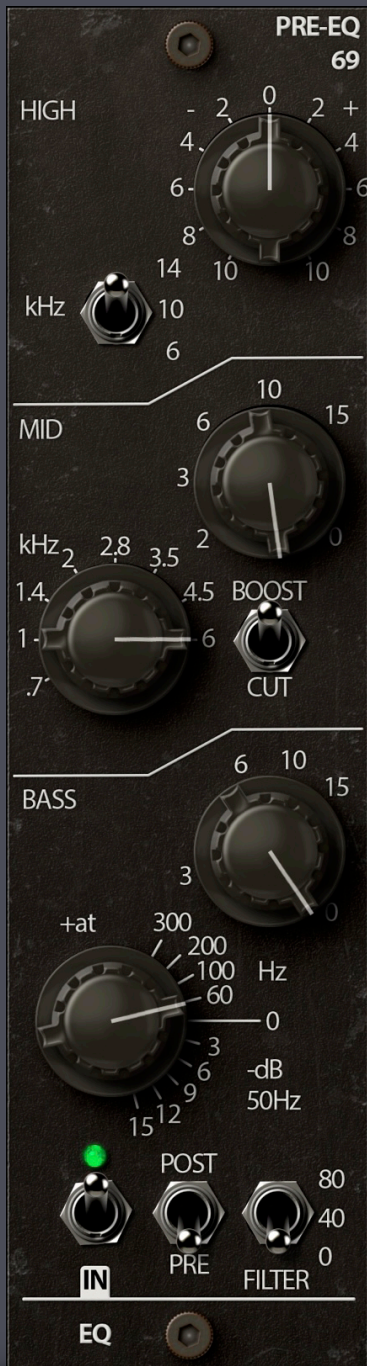 PRE-EQ
69
HIGH
- 2 0 2 +
4 4
6 6
8 8
10 10
kHz
14
10
6
MID
10
6 15
3
2 0
kHz
2 2.8 3.5
1.4 4.5
1 6
.7
BOOST
CUT
BASS
6 10 15
3
0
+at
300
200
100 Hz
60
0
3
6
9
12
15
-dB
50Hz
POST
PRE
80
40
0
IN
FILTER
EQ